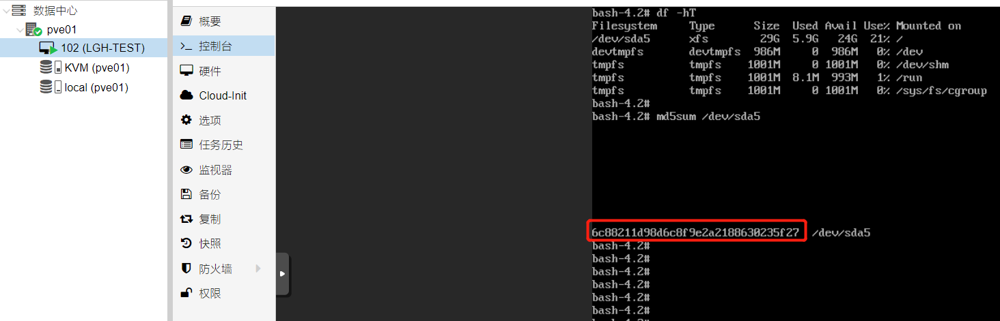 数据中心
pve01
102 (LGH-TEST)
KVM (pve01)
local (pve01)
概要
控制台
硬件
Cloud-Init
选项
任务历史
监视器
备份
复制
快照
防火墙
权限
bash-4.2# df -hT
Filesystem Type Size Used Avail Use% Mounted on
/dev/sda5 xfs 29G 5.9G 24G 21% /
devtmpfs devtmpfs 986M 0 986M 0% /dev
tmpfs tmpfs 1001M 0 1001M 0% /dev/shm
tmpfs tmpfs 1001M 8.1M 993M 1% /run
tmpfs tmpfs 1001M 0 1001M 0% /sys/fs/cgroup
bash-4.2#
bash-4.2# md5sum /dev/sda5
6c88211d98d6c8f9e2a2188630235f27 /dev/sda5
bash-4.2#
bash-4.2#
bash-4.2#
bash-4.2#
bash-4.2#
bash-4.2#